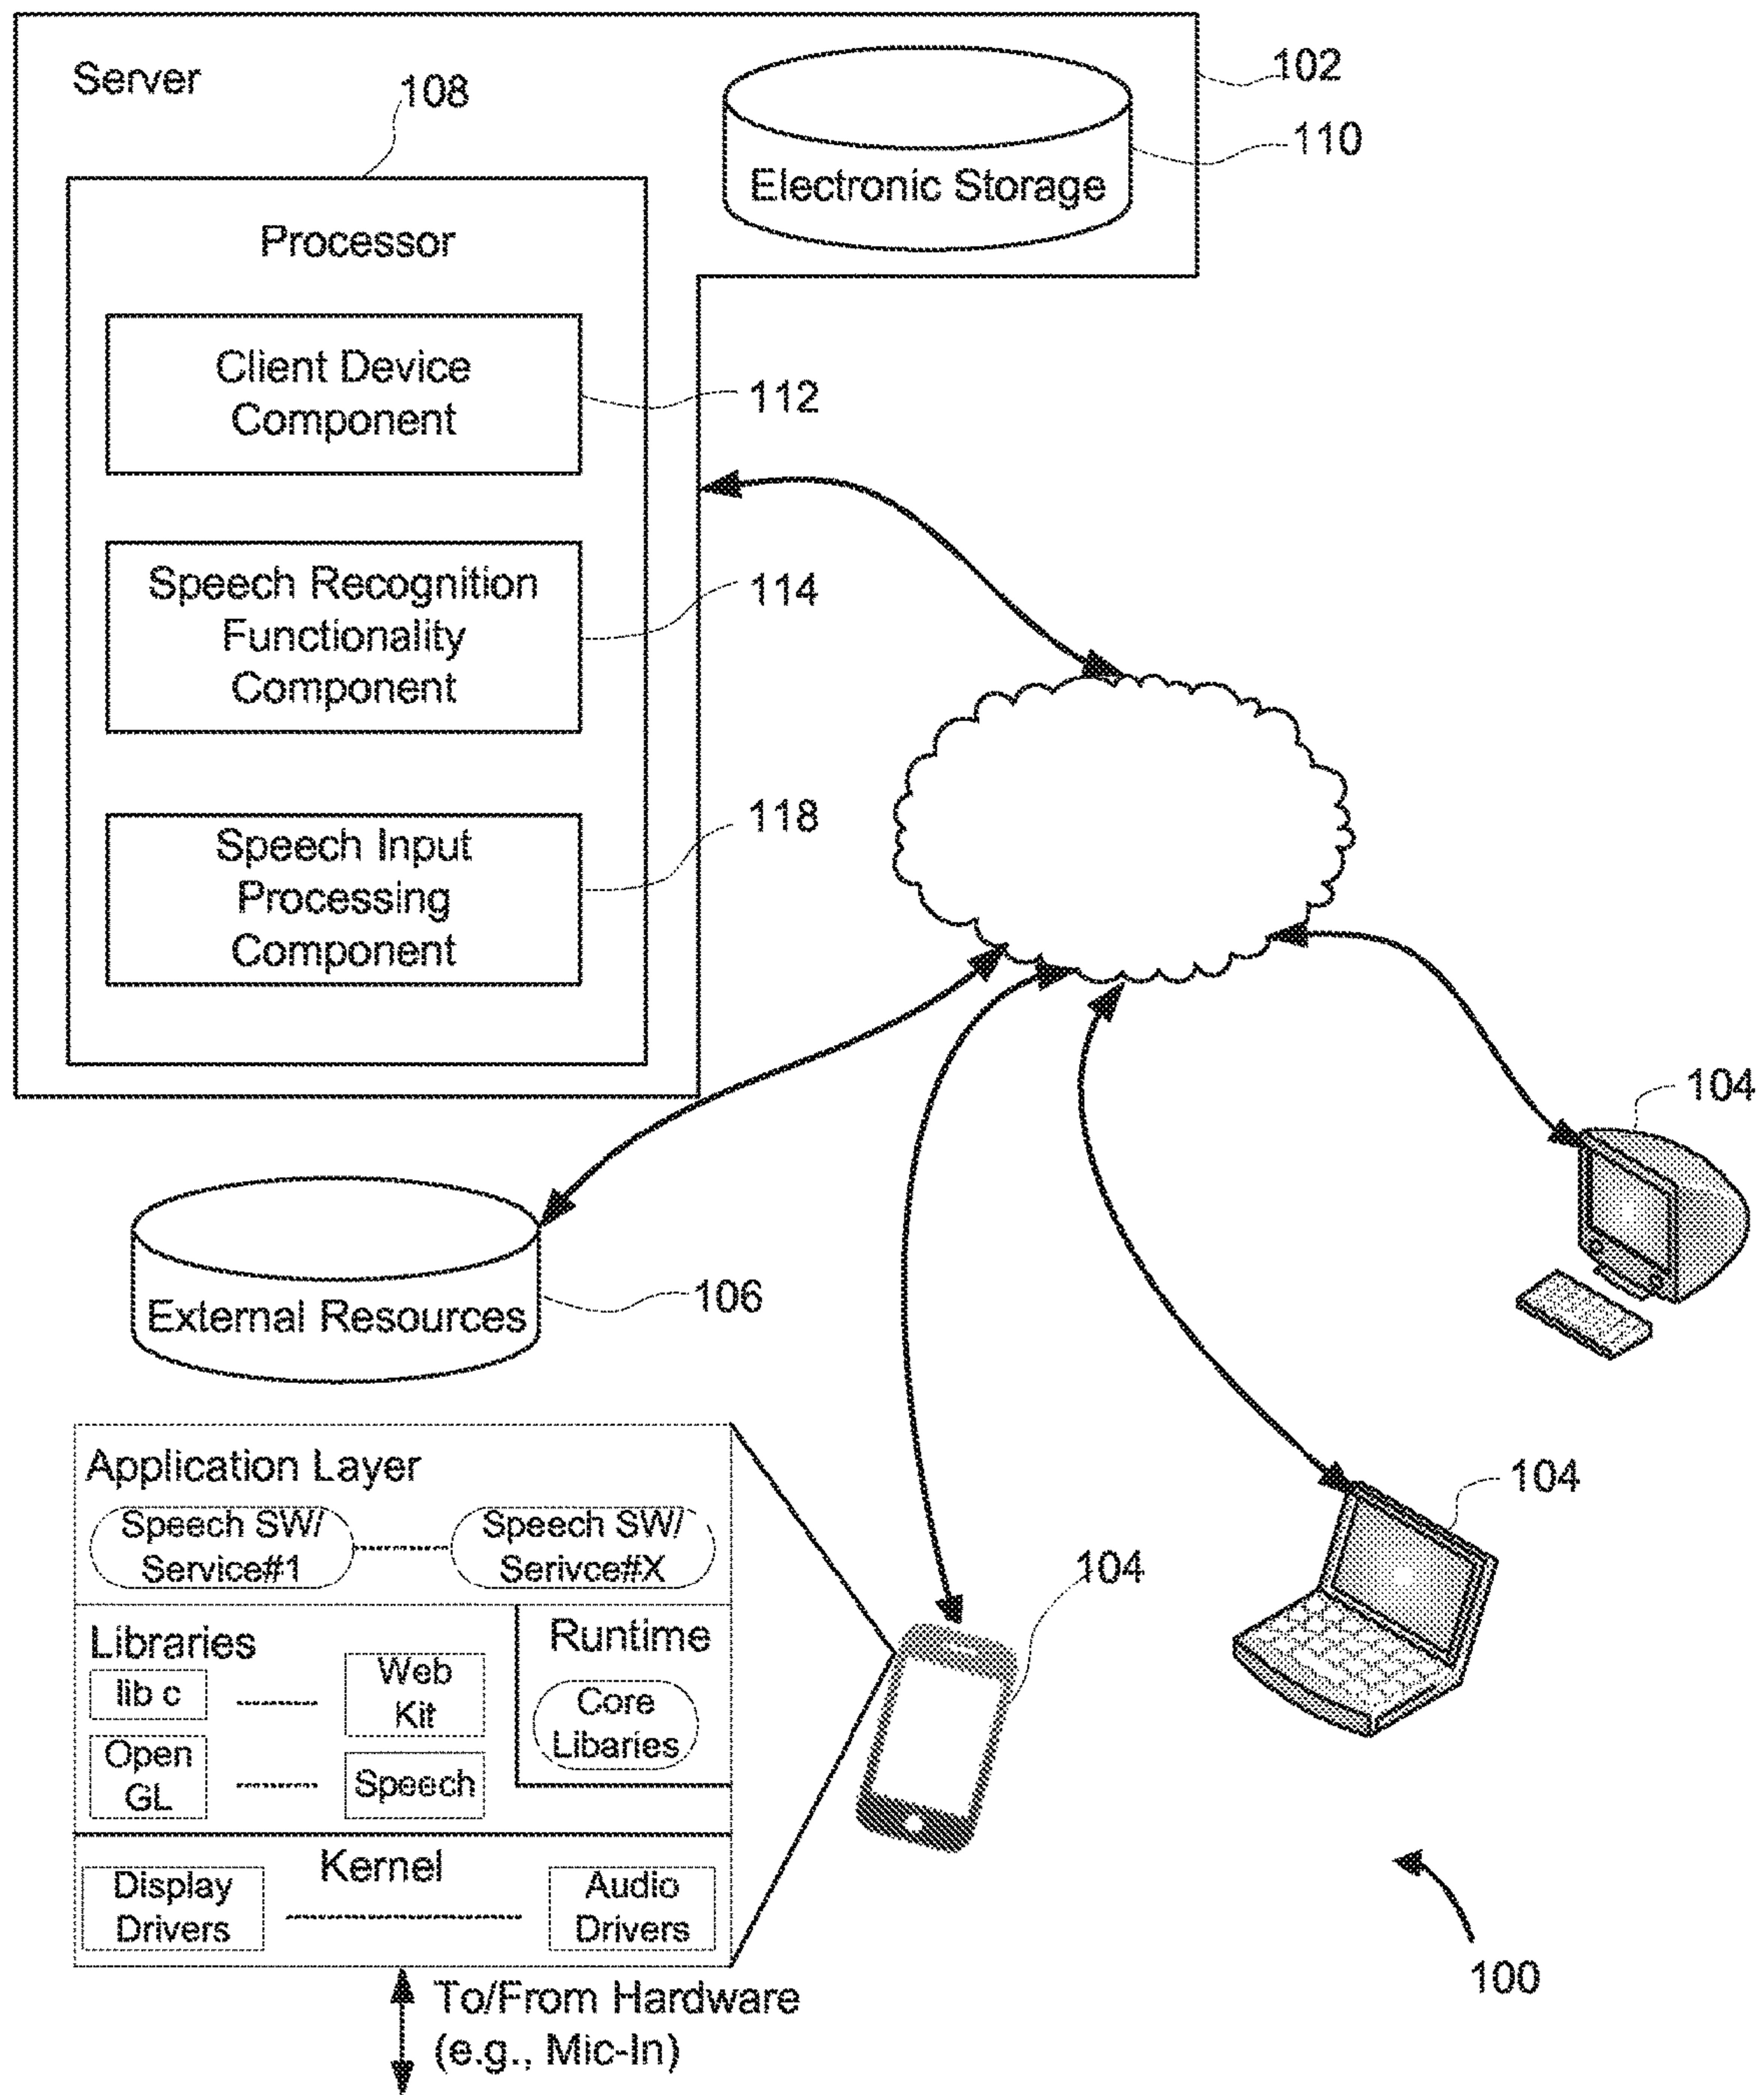 Server
108
102
110
Electronic Storage
Processor
Client Device
Component
112
Speech Recognition
Functionality
Component
114
Speech Input
Processing
Component
118
External Resources
106
104
104
104
Application Layer
Speech SW/
Service#1
Speech SW/
Serivce#X
Libraries
lib c
Web
Kit
Open
GL
Speech
Runtime
Core
Libaries
Kernel
Display
Drivers
Audio
Drivers
To/From Hardware
(e.g., Mic-In)
100